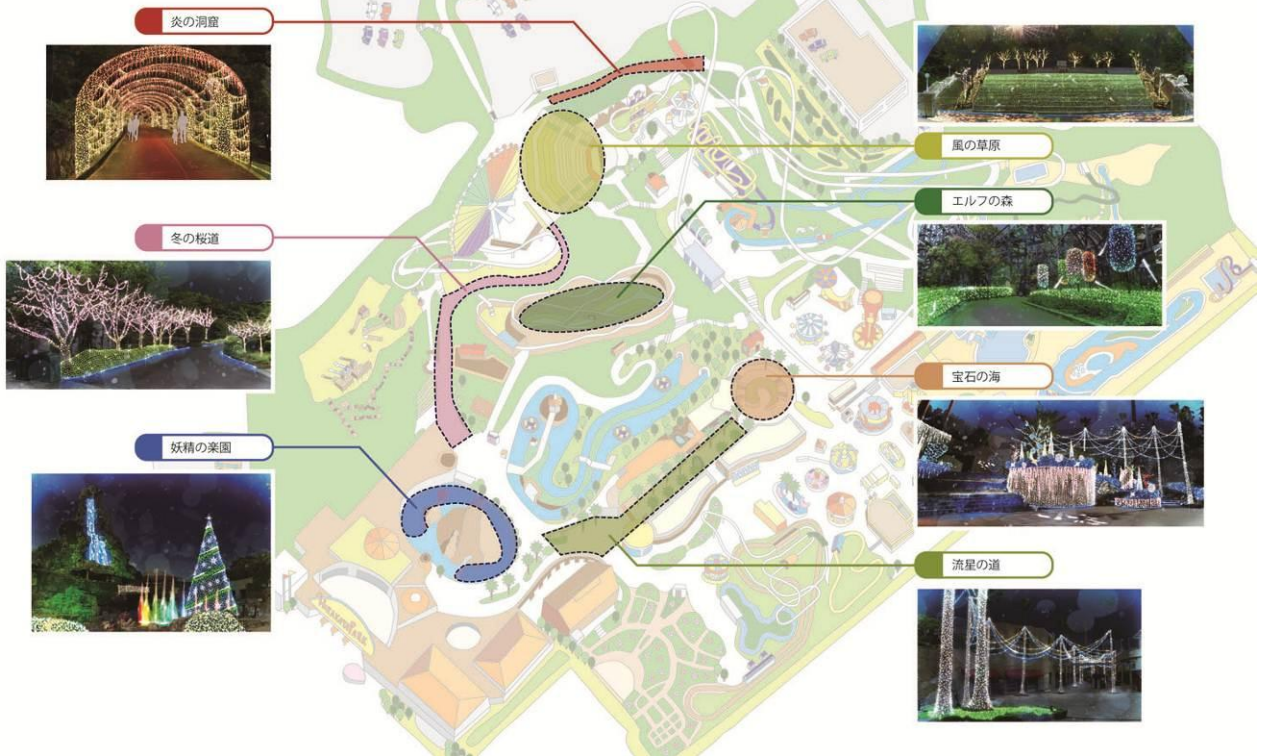 炎の洞窟
風の草原
エルフの森
冬の桜道
宝石の海
妖精の楽園
流星の道